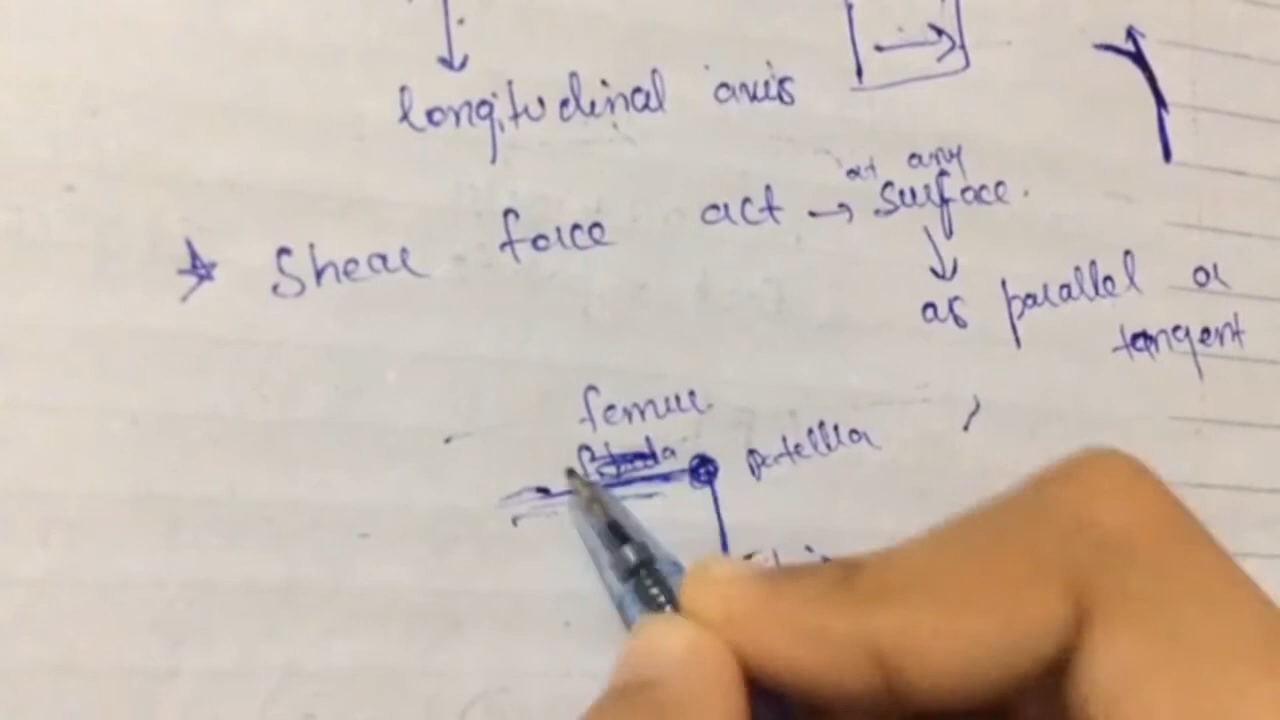 longitudinal axis
at any
Shear force act → surface.
as parallel or
tangent
femur
patella